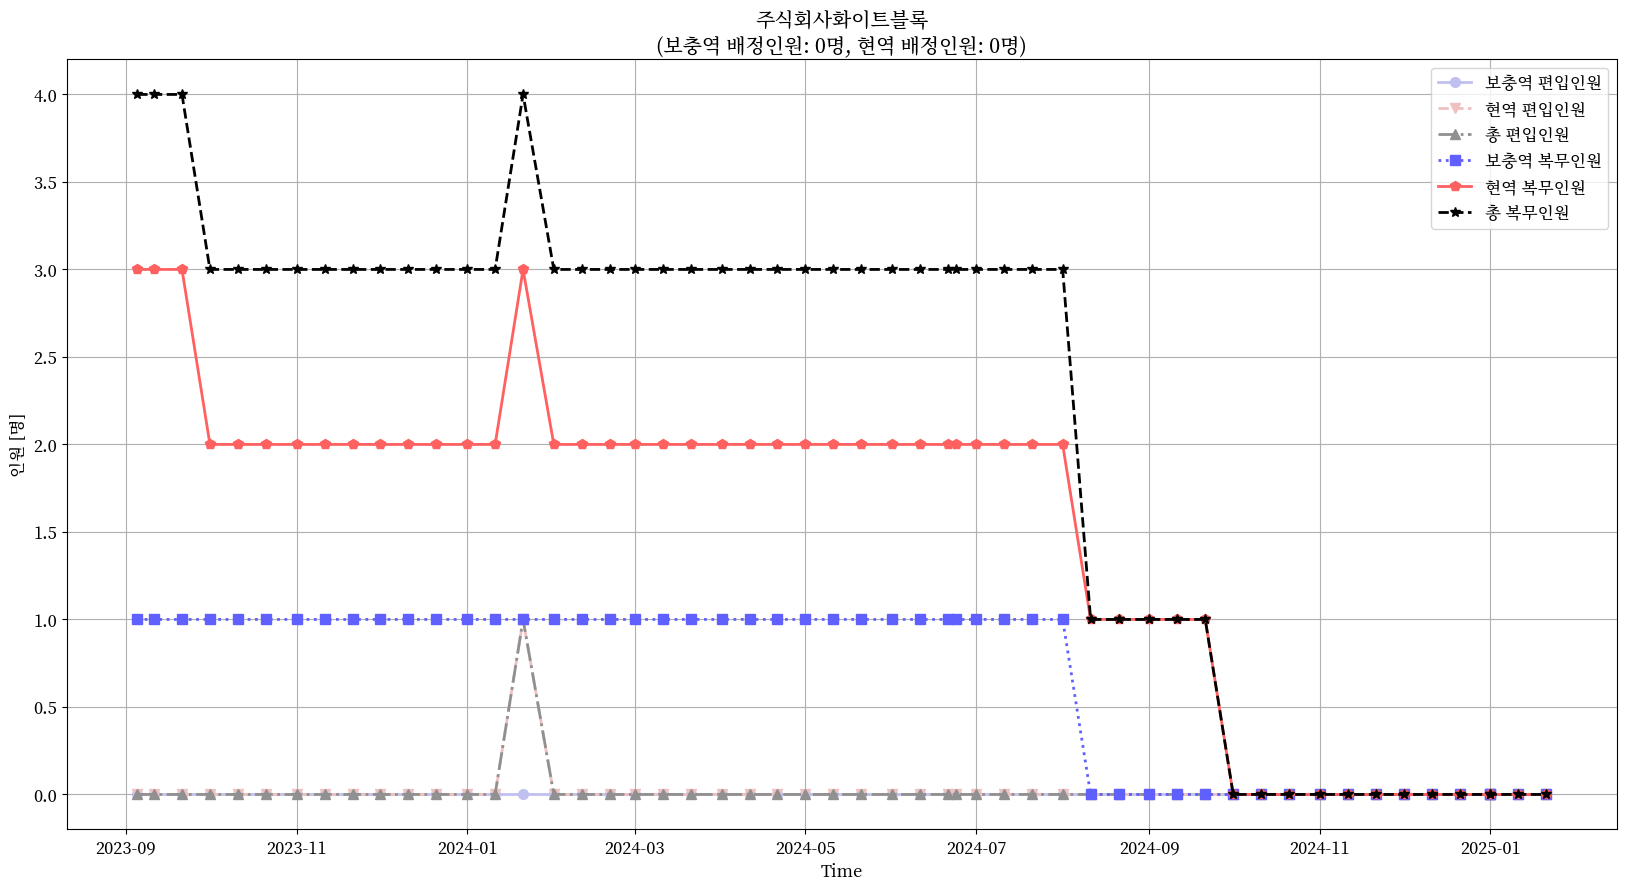 주식회사화이트블록
(보충역 배정인원: 0명, 현역 배정인원: 0명)
보충역 편입인원
현역 편입인원
총 편입인원
보충역 복무인원
현역 복무인원
총 복무인원
인원 [명]
4.0
3.5
3.0
2.5
2.0
1.5
1.0
0.5
0.0
2023-09
2023-11
2024-01
2024-03
2024-05
2024-07
2024-09
2024-11
2025-01
Time